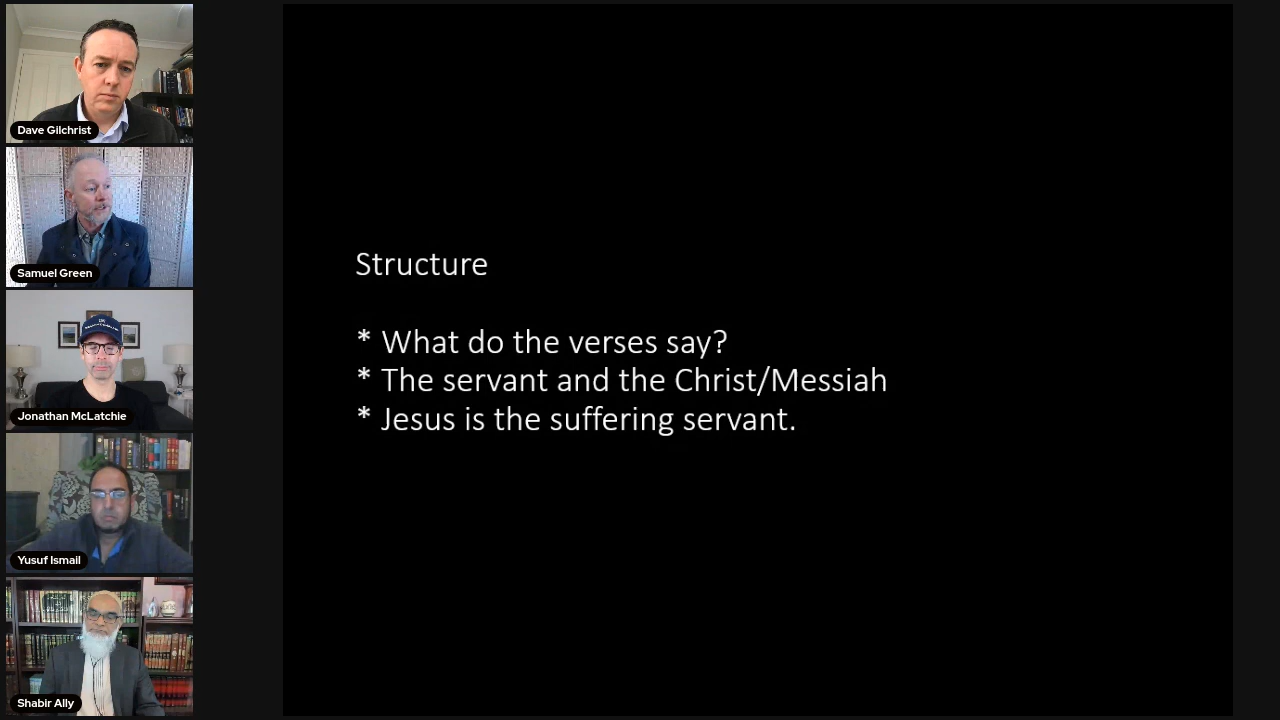 Dave Gilchrist
Samuel Green
Jonathan McLatchie
Yusuf Ismail
Shabir Ally
Structure
* What do the verses say?
* The servant and the Christ/Messiah
* Jesus is the suffering servant.